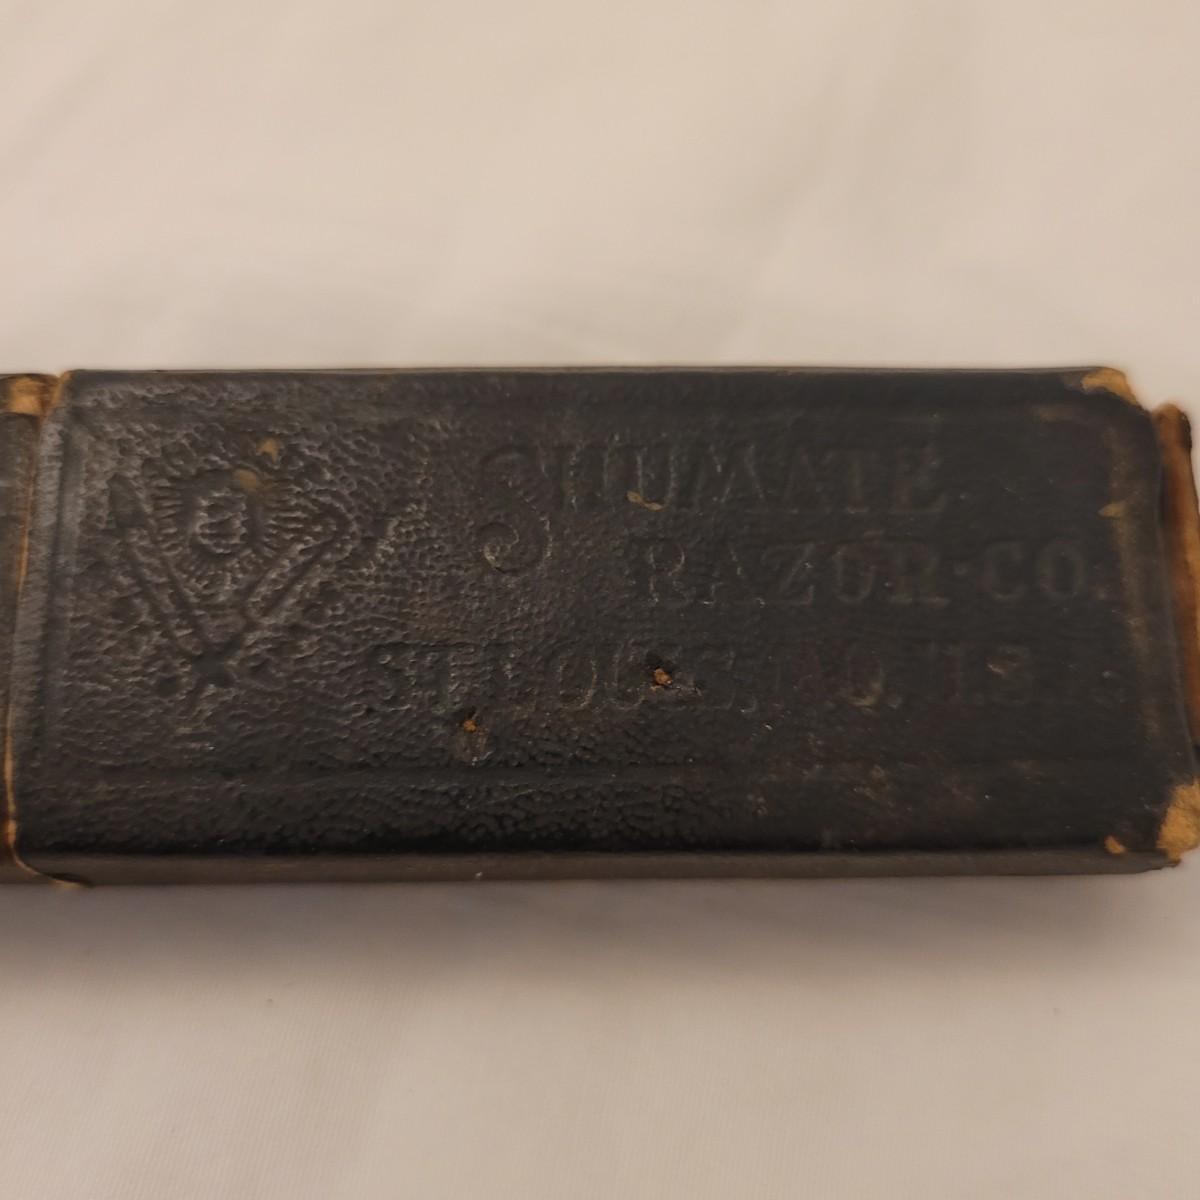 SHUMATE
RAZOR·CO.
ST. LOUIS, MO. U.S